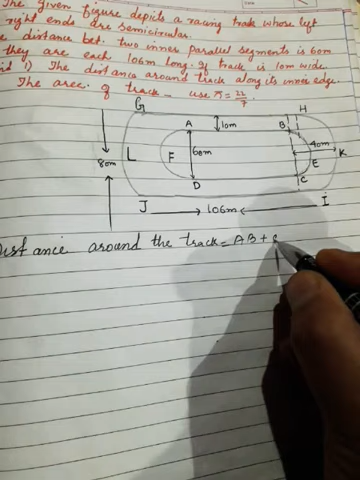 The given figure depicts a racing track whose left
right ends are semicircular.
distance bet. two inner parallel segments is 60m
they are each 106m long. If track is 10m wide.
1) The distance around track along its inner edge.
The area of track - use π = 22/7
G H
A 10m B
40m
L F 60m E K
80m
D C
J 106m I
Distance around the track = AB +